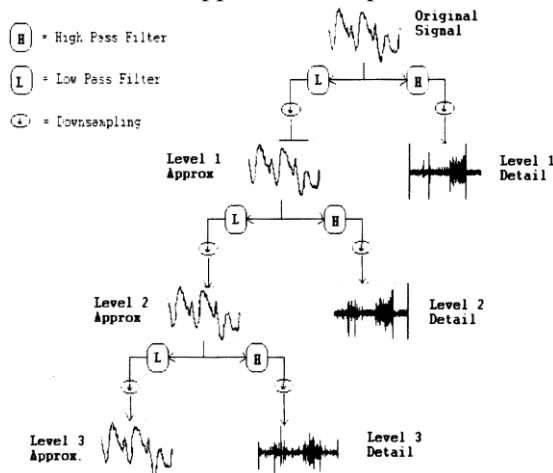 Original
Signal
H = High Pass Filter
L = Low Pass Filter
= Downsampling
L
H
Level 1
Approx
Level 1
Detail
L
H
Level 2
Approx
Level 2
Detail
L
H
Level 3
Approx.
Level 3
Detail